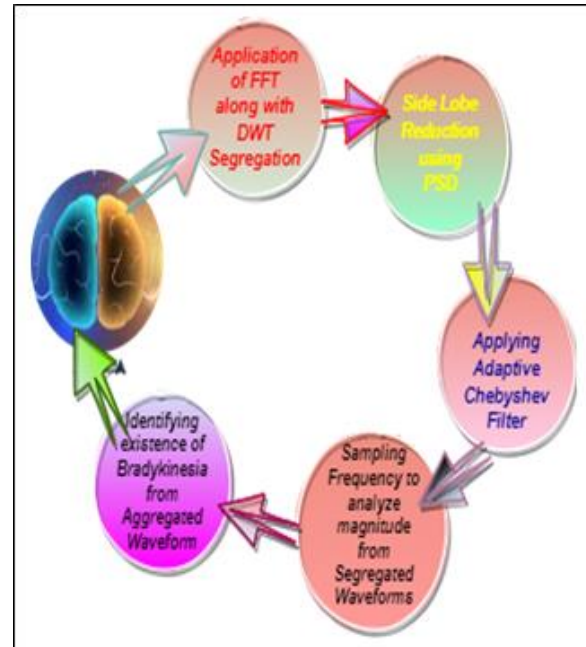 Application
of FFT
along with
DWT
Segregation
Side Lobe
Reduction
using
PSD
Applying
Adaptive
Chebyshev
Filter
Sampling
Frequency to
analyze
magnitude
from
Segregated
Waveforms
Identifying
existence of
Bradykinesia
from
Aggregated
Waveform